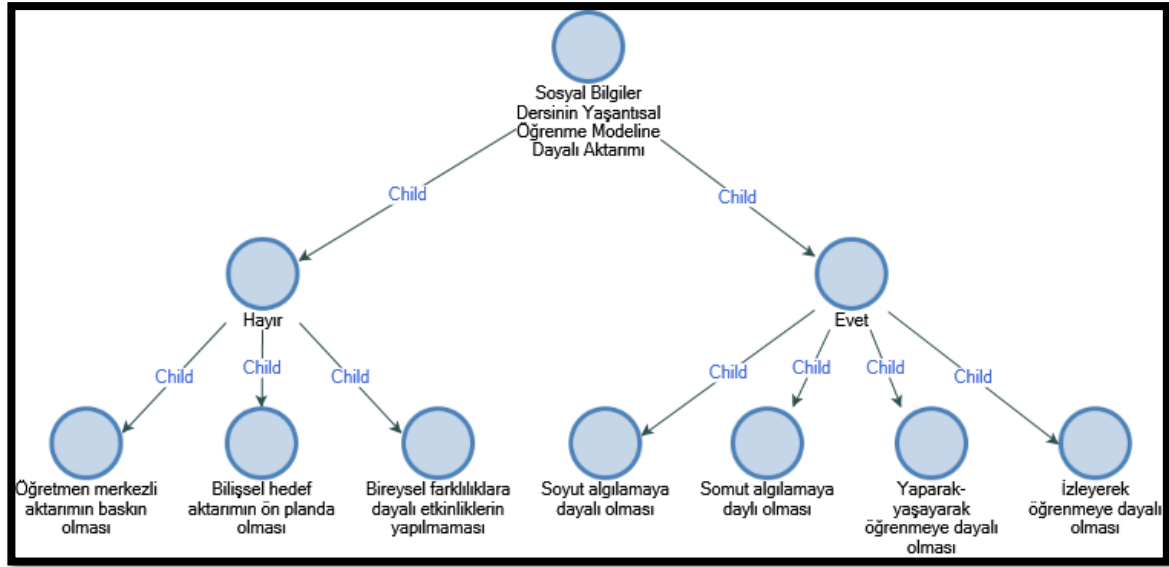 Sosyal Bilgiler
Dersinin Yaşantısal
Öğrenme Modeline
Dayalı Aktarımı
Child
Child
Hayır
Evet
Child
Child
Child
Child
Child
Child
Child
Öğretmen merkezli
aktarımın baskın
olması
Bilişsel hedef
aktarımın ön planda
olması
Bireysel farklılıklara
dayalı etkinliklerin
yapılmaması
Soyut algılamaya
dayalı olması
Somut algılamaya
daylı olması
Yaparak-
yaşayarak
öğrenmeye dayalı
olması
İzleyerek
öğrenmeye dayalı
olması